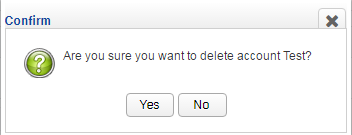 Confirm
Are you sure you want to delete account Test?
Yes No